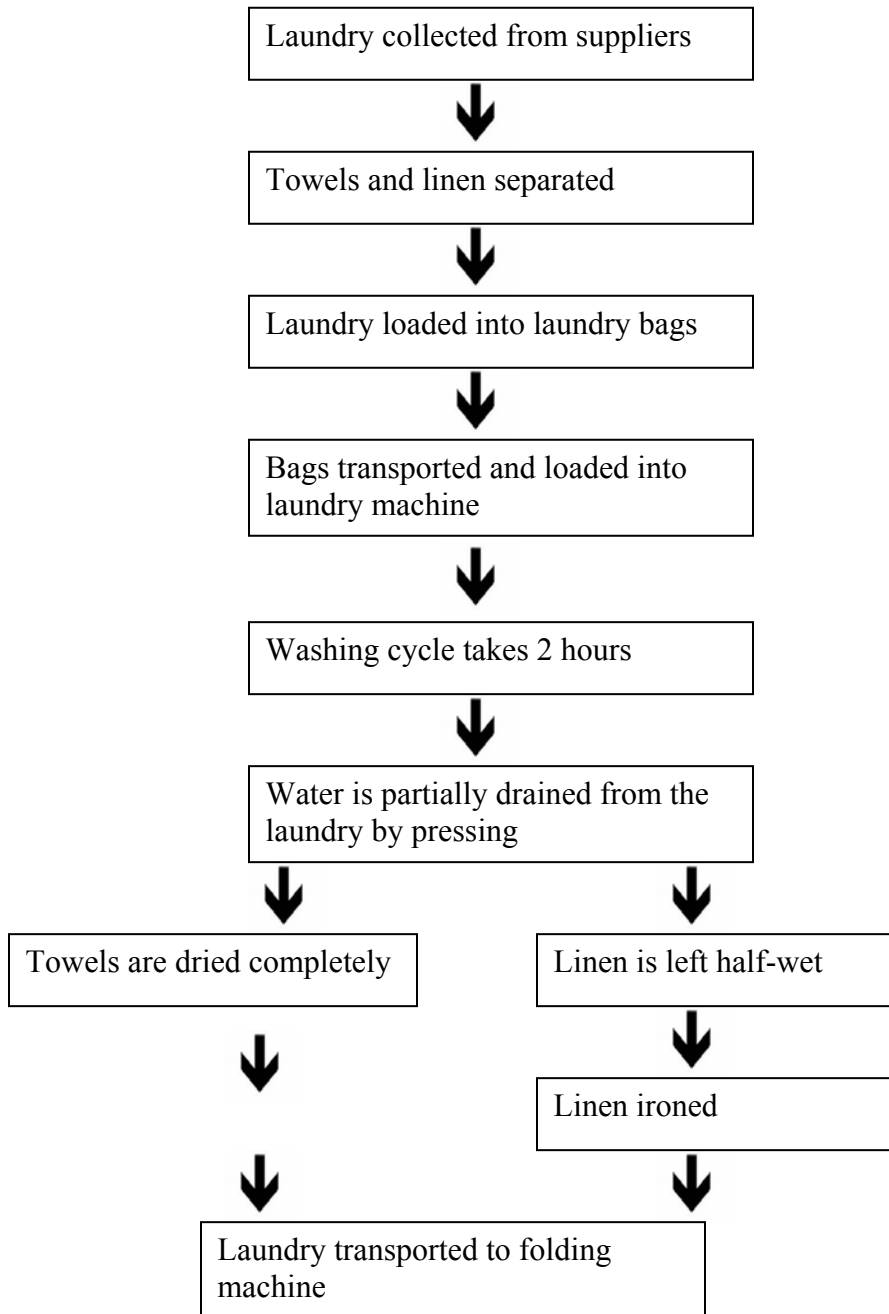 Laundry collected from suppliers
Towels and linen separated
Laundry loaded into laundry bags
Bags transported and loaded into
laundry machine
Washing cycle takes 2 hours
Water is partially drained from the
laundry by pressing
Towels are dried completely
Linen is left half-wet
Linen ironed
Laundry transported to folding
machine